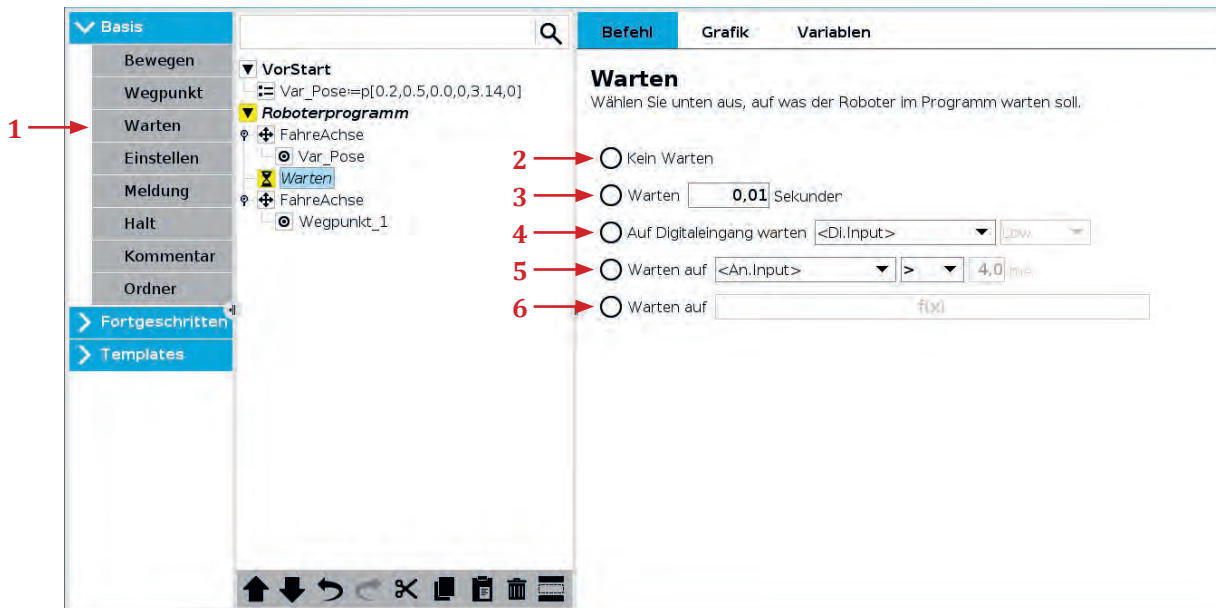 Basis
Bewegen
Wegpunkt
1
Warten
Einstellen
Meldung
Halt
Kommentar
Ordner
Fortgeschritten
Templates
VorStart
Var_Pose:=p[0.2,0.5,0.0,0,3.14,0]
Roboterprogramm
FahreAchse
Var_Pose
Warten
FahreAchse
Wegpunkt_1
Befehl Grafik Variablen
Warten
Wählen Sie unten aus, auf was der Roboter im Programm warten soll.
2 Kein Warten
3 Warten 0,01 Sekunden
4 Auf Digitaleingang warten <Di.Input> Low
5 Warten auf <An.Input> > 4,0
6 Warten auf f(x)